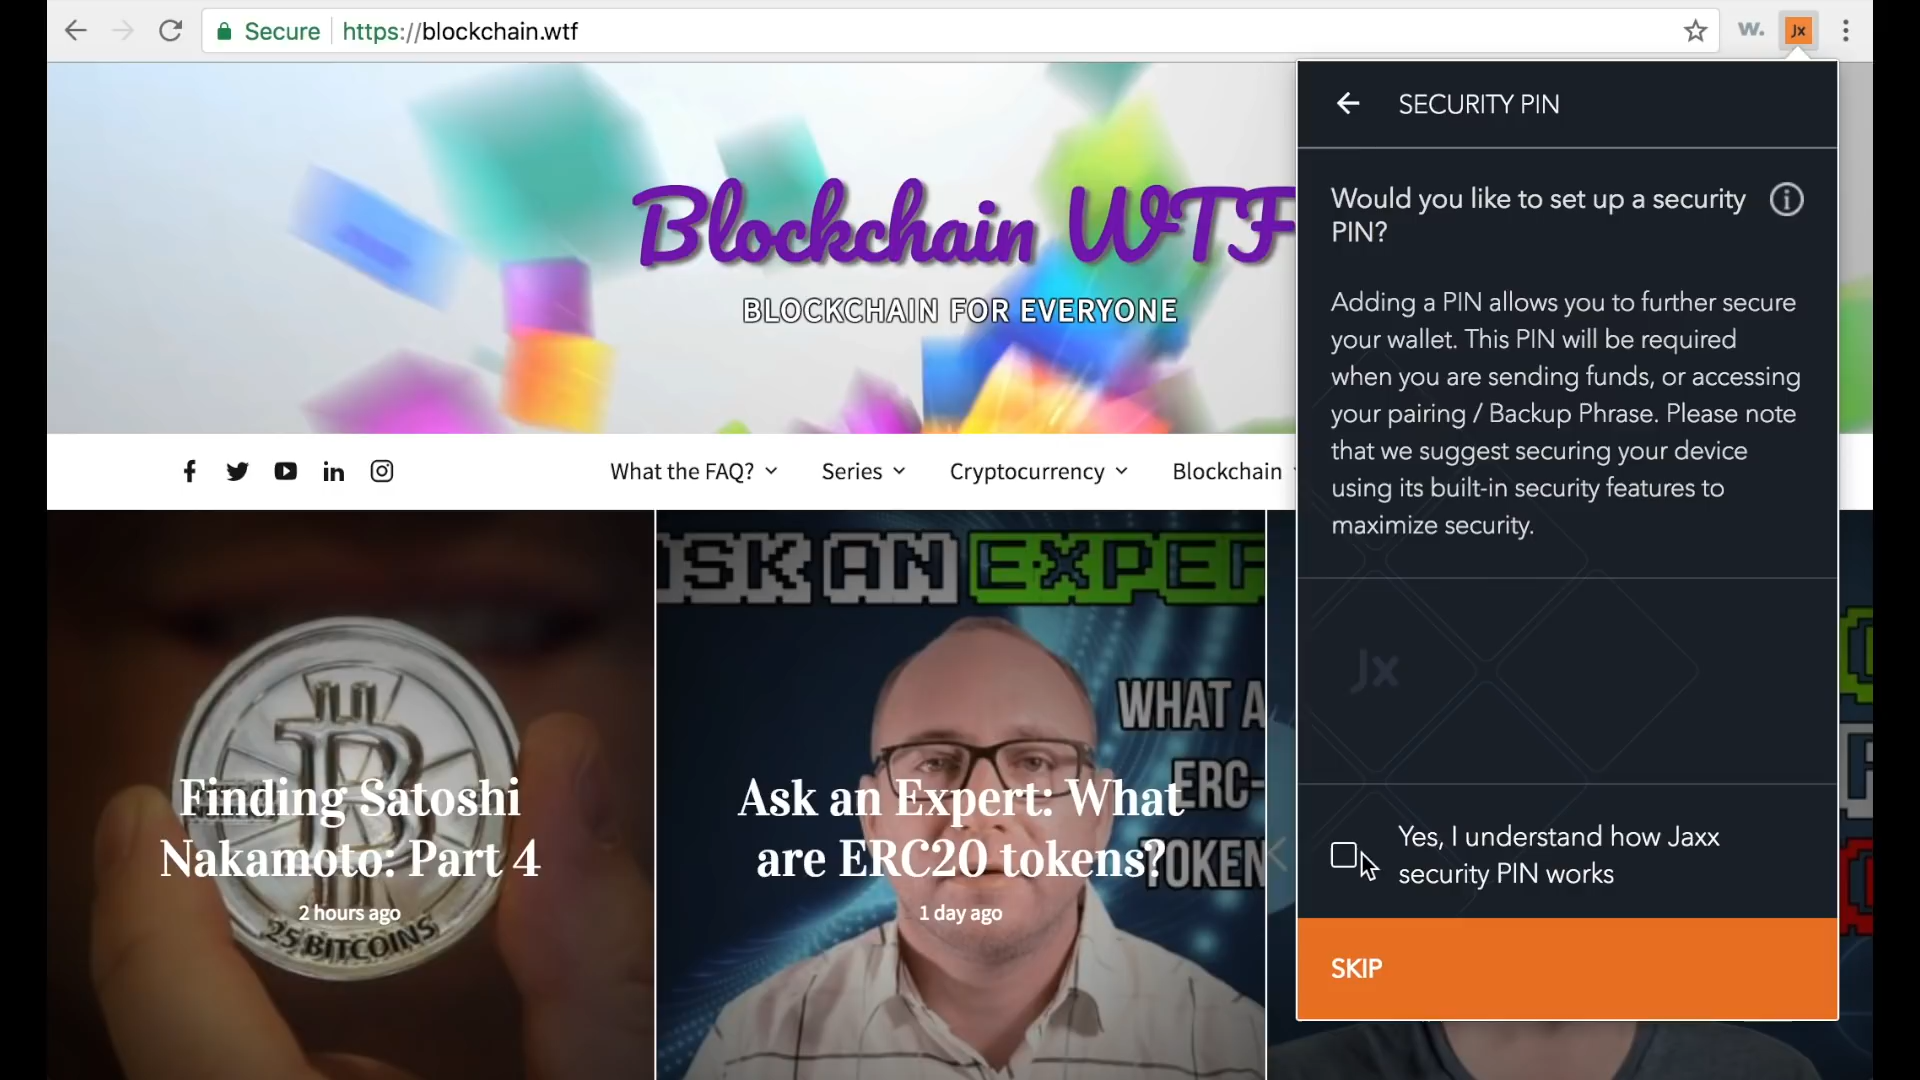 Secure
https://blockchain.wtf
W.
Jx
Blockchain WTF
BLOCKCHAIN FOR EVERYONE
What the FAQ?
Series
Cryptocurrency
Blockchain
Finding Satoshi
Nakamoto: Part 4
2 hours ago
25 BITCOINS
ASK AN EXPER
WHAT A
ERC-
TOKEN
Ask an Expert: What
are ERC20 tokens?
1 day ago
SECURITY PIN
Would you like to set up a security
PIN?
Adding a PIN allows you to further secure
your wallet. This PIN will be required
when you are sending funds, or accessing
your pairing / Backup Phrase. Please note
that we suggest securing your device
using its built-in security features to
maximize security.
Jx
Yes, I understand how Jaxx
security PIN works
SKIP